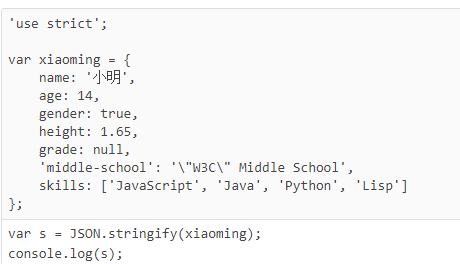 'use strict';
var xiaoming = {
    name: '小明',
    age: 14,
    gender: true,
    height: 1.65,
    grade: null,
    'middle-school': '\"W3C\" Middle School',
    skills: ['JavaScript', 'Java', 'Python', 'Lisp']
};
var s = JSON.stringify(xiaoming);
console.log(s);